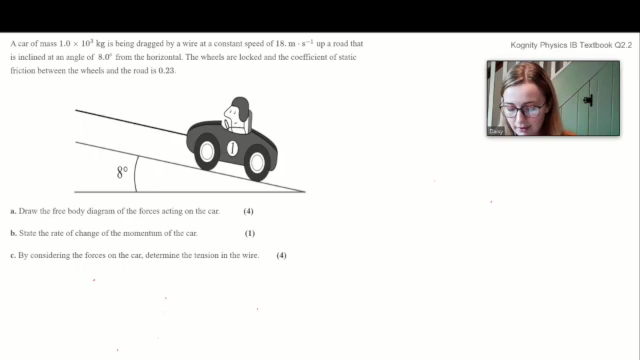 A car of mass 1.0 × 10³ kg is being dragged by a wire at a constant speed of 18. m · s⁻¹ up a road that
is inclined at an angle of 8.0° from the horizontal. The wheels are locked and the coefficient of static
friction between the wheels and the road is 0.23.
Kognity Physics IB Textbook Q2.2
Daisy
1
8°
a. Draw the free body diagram of the forces acting on the car. (4)
b. State the rate of change of the momentum of the car. (1)
c. By considering the forces on the car, determine the tension in the wire. (4)